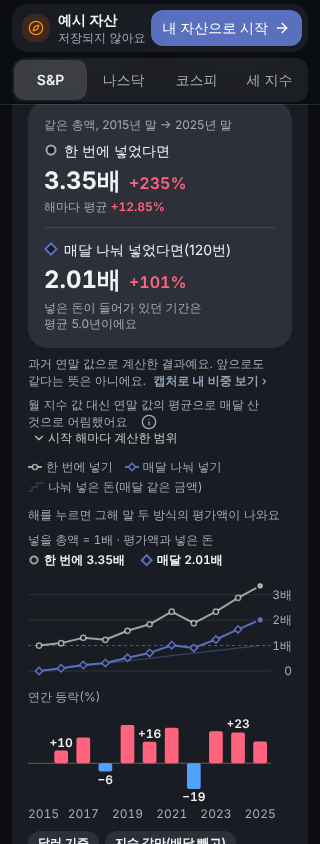 예시 자산
저장되지 않아요
내 자산으로 시작 →
S&P 나스닥 코스피 세 지수
같은 총액, 2015년 말 → 2025년 말
한 번에 넣었다면
3.35배 +235%
해마다 평균 +12.85%
매달 나눠 넣었다면(120번)
2.01배 +101%
넣은 돈이 들어가 있던 기간은
평균 5.0년이에요
과거 연말 값으로 계산한 결과예요. 앞으로도
같다는 뜻은 아니에요. 캡처로 내 비중 보기 ›
월 지수 값 대신 연말 값의 평균으로 매달 산
것으로 어림했어요
시작 해마다 계산한 범위
한 번에 넣기 매달 나눠 넣기
나눠 넣은 돈(매달 같은 금액)
해를 누르면 그해 말 두 방식의 평가액이 나와요
넣을 총액 = 1배 · 평가액과 넣은 돈
한 번에 3.35배 매달 2.01배
3배
2배
1배
0
연간 등락(%)
+10 −6 +16 −19 +23
2015 2017 2019 2021 2023 2025
달러 기준 지수 값만(배당 빼고)